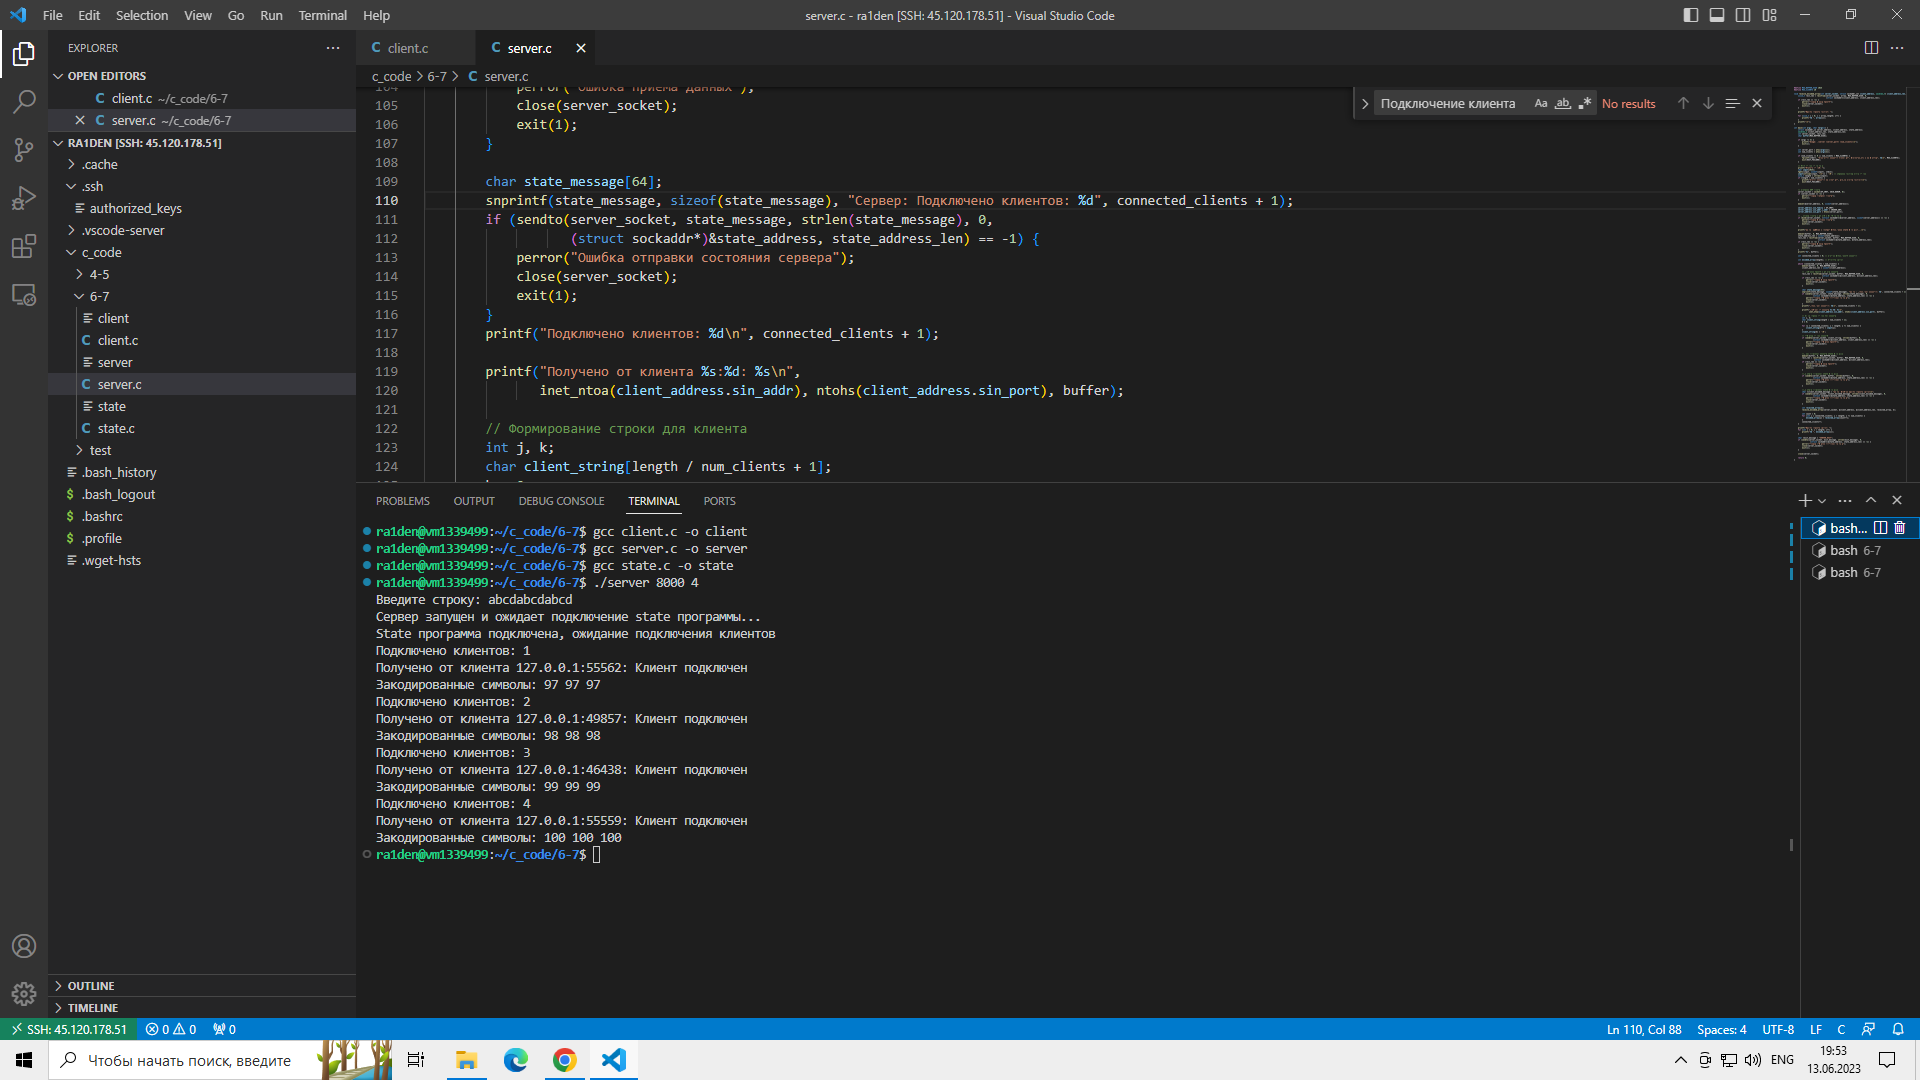 File Edit Selection View Go Run Terminal Help
server.c - ra1den [SSH: 45.120.178.51] - Visual Studio Code
EXPLORER
OPEN EDITORS
client.c ~/c_code/6-7
server.c ~/c_code/6-7
RA1DEN [SSH: 45.120.178.51]
.cache
.ssh
authorized_keys
.vscode-server
c_code
4-5
6-7
client
client.c
server
server.c
state
state.c
test
.bash_history
.bash_logout
.bashrc
.profile
.wget-hsts
OUTLINE
TIMELINE
client.c
server.c
c_code > 6-7 > C server.c
Подключение клиента Aa ab No results
104 perror("Ошибка приема данных");
105 close(server_socket);
106 exit(1);
107 }
108
109 char state_message[64];
110 snprintf(state_message, sizeof(state_message), "Сервер: Подключено клиентов: %d", connected_clients + 1);
111 if (sendto(server_socket, state_message, strlen(state_message), 0,
112 (struct sockaddr*)&state_address, state_address_len) == -1) {
113 perror("Ошибка отправки состояния сервера");
114 close(server_socket);
115 exit(1);
116 }
117 printf("Подключено клиентов: %d\n", connected_clients + 1);
118
119 printf("Получено от клиента %s:%d: %s\n",
120 inet_ntoa(client_address.sin_addr), ntohs(client_address.sin_port), buffer);
121
122 // Формирование строки для клиента
123 int j, k;
124 char client_string[length / num_clients + 1];
PROBLEMS OUTPUT DEBUG CONSOLE TERMINAL PORTS
ra1den@vm1339499:~/c_code/6-7$ gcc client.c -o client
ra1den@vm1339499:~/c_code/6-7$ gcc server.c -o server
ra1den@vm1339499:~/c_code/6-7$ gcc state.c -o state
ra1den@vm1339499:~/c_code/6-7$ ./server 8000 4
Введите строку: abcdabcdabcd
Сервер запущен и ожидает подключение state программы...
State программа подключена, ожидание подключения клиентов
Подключено клиентов: 1
Получено от клиента 127.0.0.1:55562: Клиент подключен
Закодированные символы: 97 97 97
Подключено клиентов: 2
Получено от клиента 127.0.0.1:49857: Клиент подключен
Закодированные символы: 98 98 98
Подключено клиентов: 3
Получено от клиента 127.0.0.1:46438: Клиент подключен
Закодированные символы: 99 99 99
Подключено клиентов: 4
Получено от клиента 127.0.0.1:55559: Клиент подключен
Закодированные символы: 100 100 100
ra1den@vm1339499:~/c_code/6-7$
bash...
bash 6-7
bash 6-7
SSH: 45.120.178.51 0 0 0
Ln 110, Col 88 Spaces: 4 UTF-8 LF C
Чтобы начать поиск, введите
ENG
19:53
13.06.2023